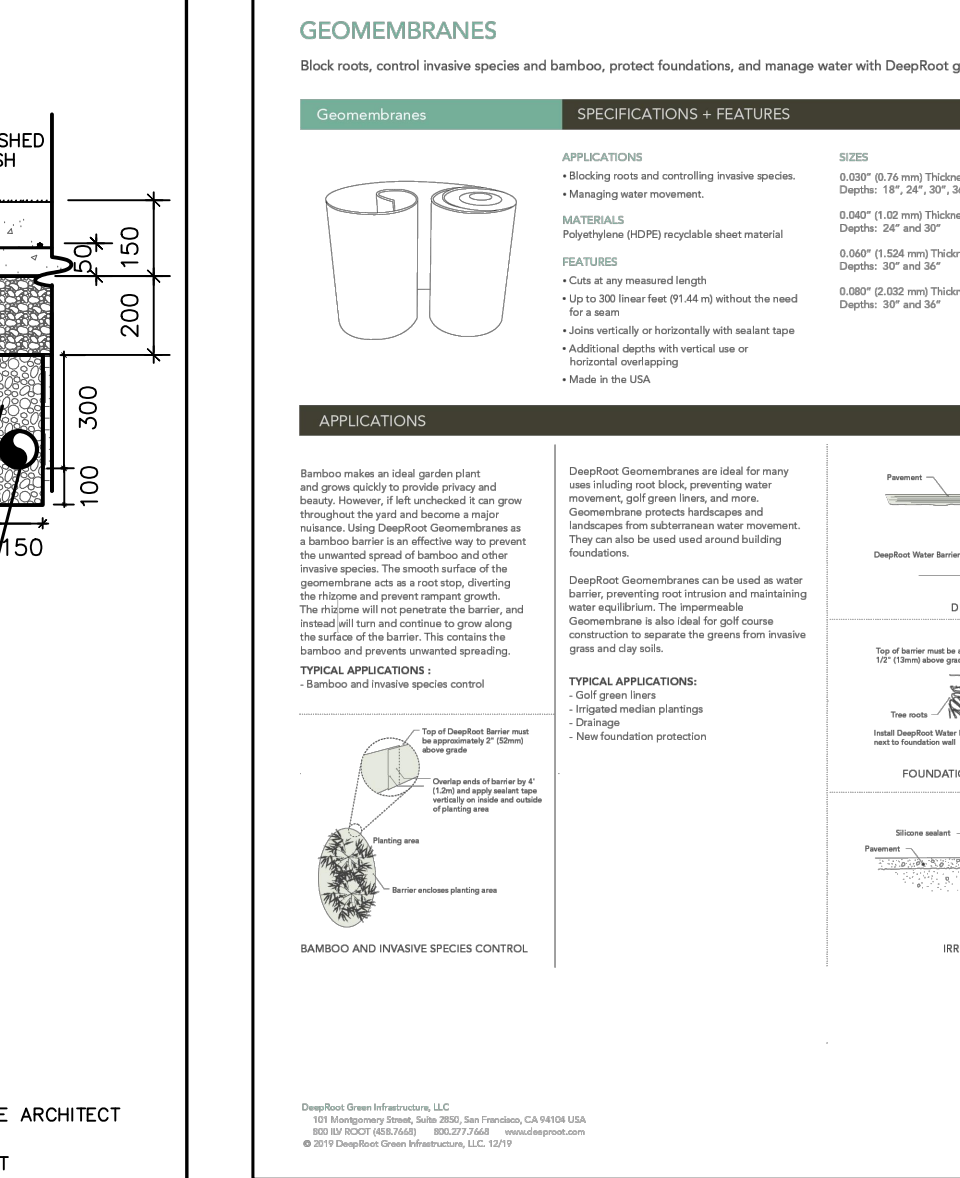 SHED
SH
150
50
200
300
100
150
E ARCHITECT
T
GEOMEMBRANES
Block roots, control invasive species and bamboo, protect foundations, and manage water with DeepRoot g
Geomembranes
SPECIFICATIONS + FEATURES
APPLICATIONS
• Blocking roots and controlling invasive species.
• Managing water movement.
MATERIALS
Polyethylene (HDPE) recyclable sheet material
FEATURES
• Cuts at any measured length
• Up to 300 linear feet (91.44 m) without the need
for a seam
• Joins vertically or horizontally with sealant tape
• Additional depths with vertical use or
horizontal overlapping
• Made in the USA
SIZES
0.030” (0.76 mm) Thickne
Depths: 18”, 24”, 30”, 36
0.040” (1.02 mm) Thickne
Depths: 24” and 30”
0.060” (1.524 mm) Thickn
Depths: 30” and 36”
0.080” (2.032 mm) Thickn
Depths: 30” and 36”
APPLICATIONS
Bamboo makes an ideal garden plant
and grows quickly to provide privacy and
beauty. However, if left unchecked it can grow
throughout the yard and become a major
nuisance. Using DeepRoot Geomembranes as
a bamboo barrier is an effective way to prevent
the unwanted spread of bamboo and other
invasive species. The smooth surface of the
geomembrane acts as a root stop, diverting
the rhizome and prevent rampant growth.
The rhizome will not penetrate the barrier, and
instead will turn and continue to grow along
the surface of the barrier. This contains the
bamboo and prevents unwanted spreading.
TYPICAL APPLICATIONS :
- Bamboo and invasive species control
Top of DeepRoot Barrier must
be approximately 2" (52mm)
above grade
Overlap ends of barrier by 4'
(1.2m) and apply sealant tape
vertically on inside and outside
of planting area
Planting area
Barrier encloses planting area
BAMBOO AND INVASIVE SPECIES CONTROL
DeepRoot Geomembranes are ideal for many
uses inluding root block, preventing water
movement, golf green liners, and more.
Geomembrane protects hardscapes and
landscapes from subterranean water movement.
They can also be used used around building
foundations.
DeepRoot Geomembranes can be used as water
barrier, preventing root intrusion and maintaining
water equilibrium. The impermeable
Geomembrane is also ideal for golf course
construction to separate the greens from invasive
grass and clay soils.
TYPICAL APPLICATIONS:
- Golf green liners
- Irrigated median plantings
- Drainage
- New foundation protection
Pavement
DeepRoot Water Barrier
D
Top of barrier must be a
1/2" (13mm) above grad
Tree roots
Install DeepRoot Water B
next to foundation wall
FOUNDATIO
Silicone sealant
Pavement
IRR
DeepRoot Green Infrastructure, LLC
101 Montgomery Street, Suite 2850, San Francisco, CA 94104 USA
800 ILV ROOT (458.7668) 800.277.7668 www.deeproot.com
© 2019 DeepRoot Green Infrastructure, LLC. 12/19